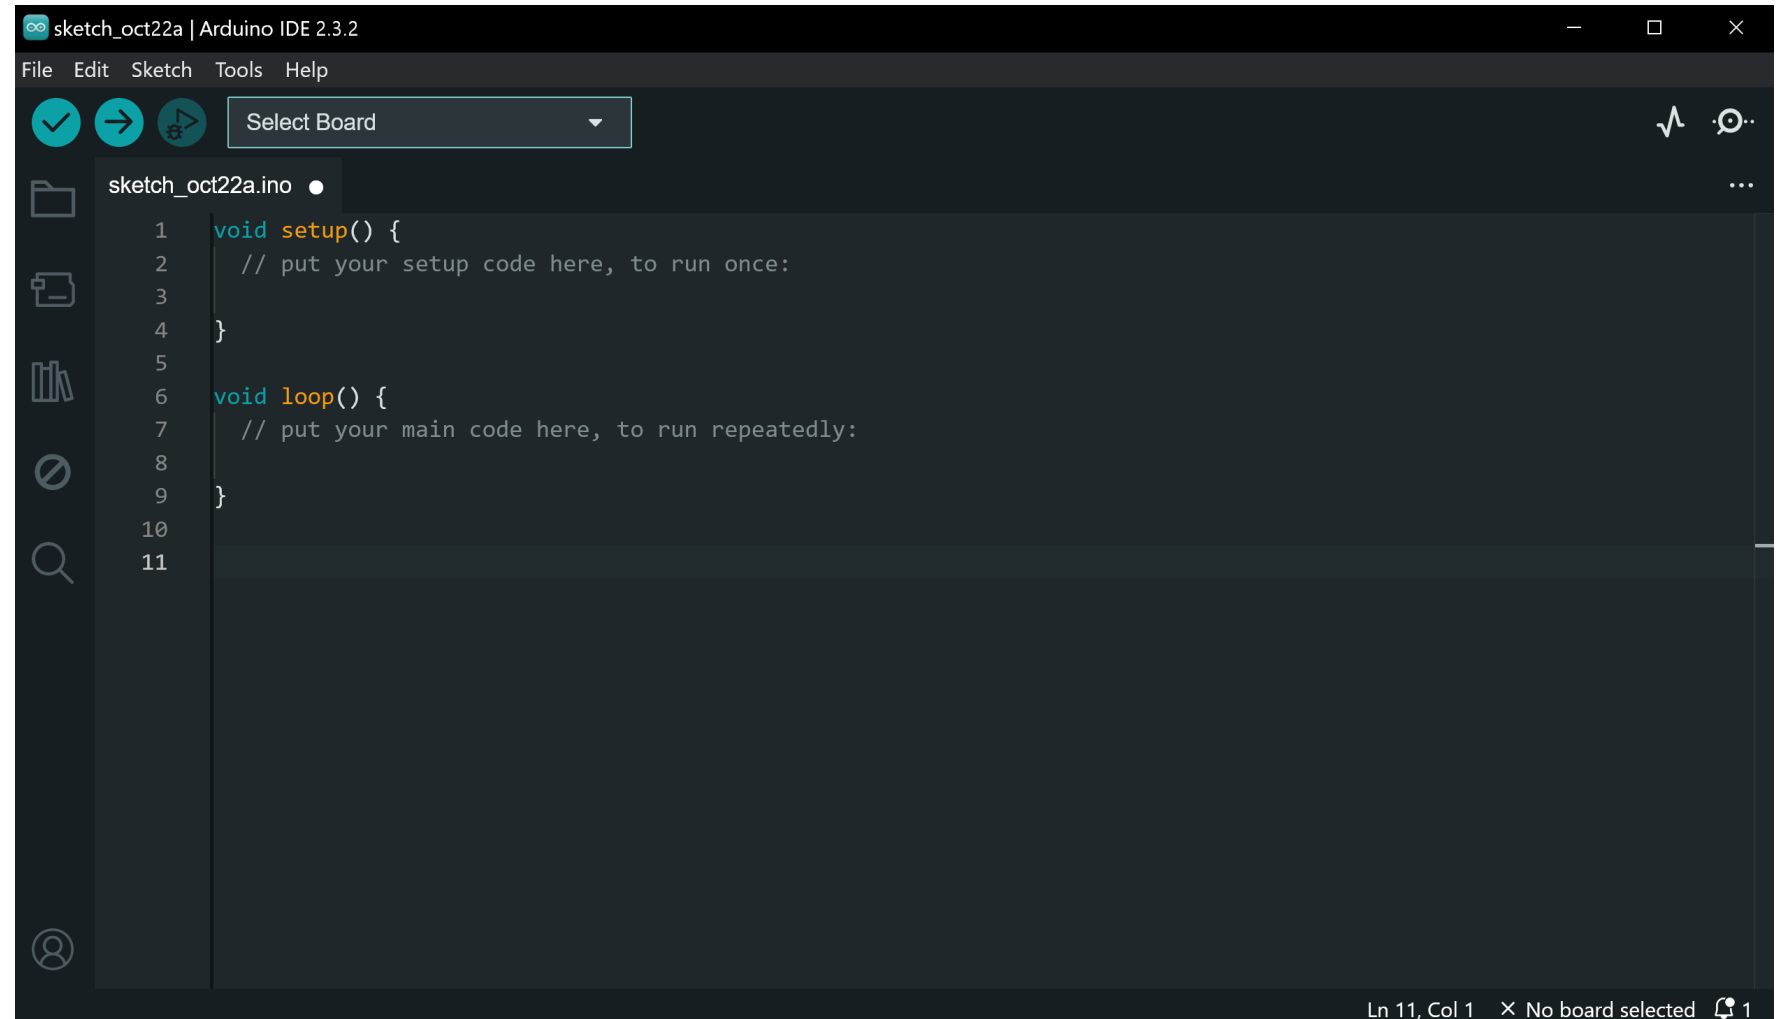 sketch_oct22a | Arduino IDE 2.3.2
File Edit Sketch Tools Help
Select Board
sketch_oct22a.ino
1 void setup() {
2 // put your setup code here, to run once:
3
4 }
5
6 void loop() {
7 // put your main code here, to run repeatedly:
8
9 }
10
11
Ln 11, Col 1 × No board selected 1